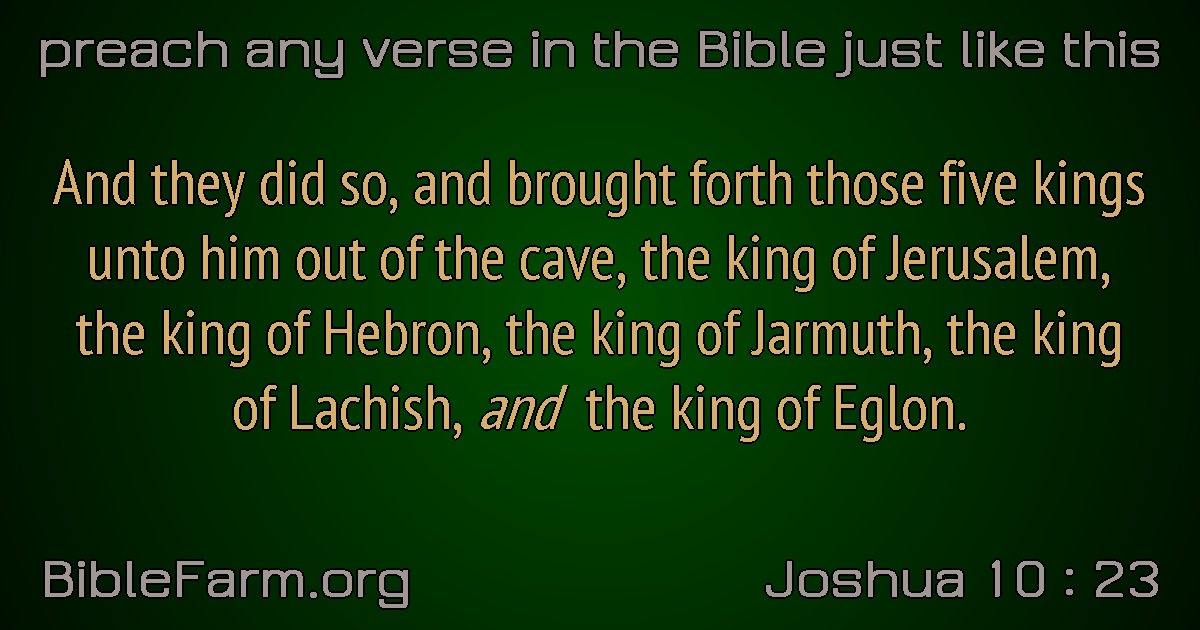 preach any verse in the Bible just like this
And they did so, and brought forth those five kings
unto him out of the cave, the king of Jerusalem,
the king of Hebron, the king of Jarmuth, the king
of Lachish, and the king of Eglon.
BibleFarm.org
Joshua 10 : 23